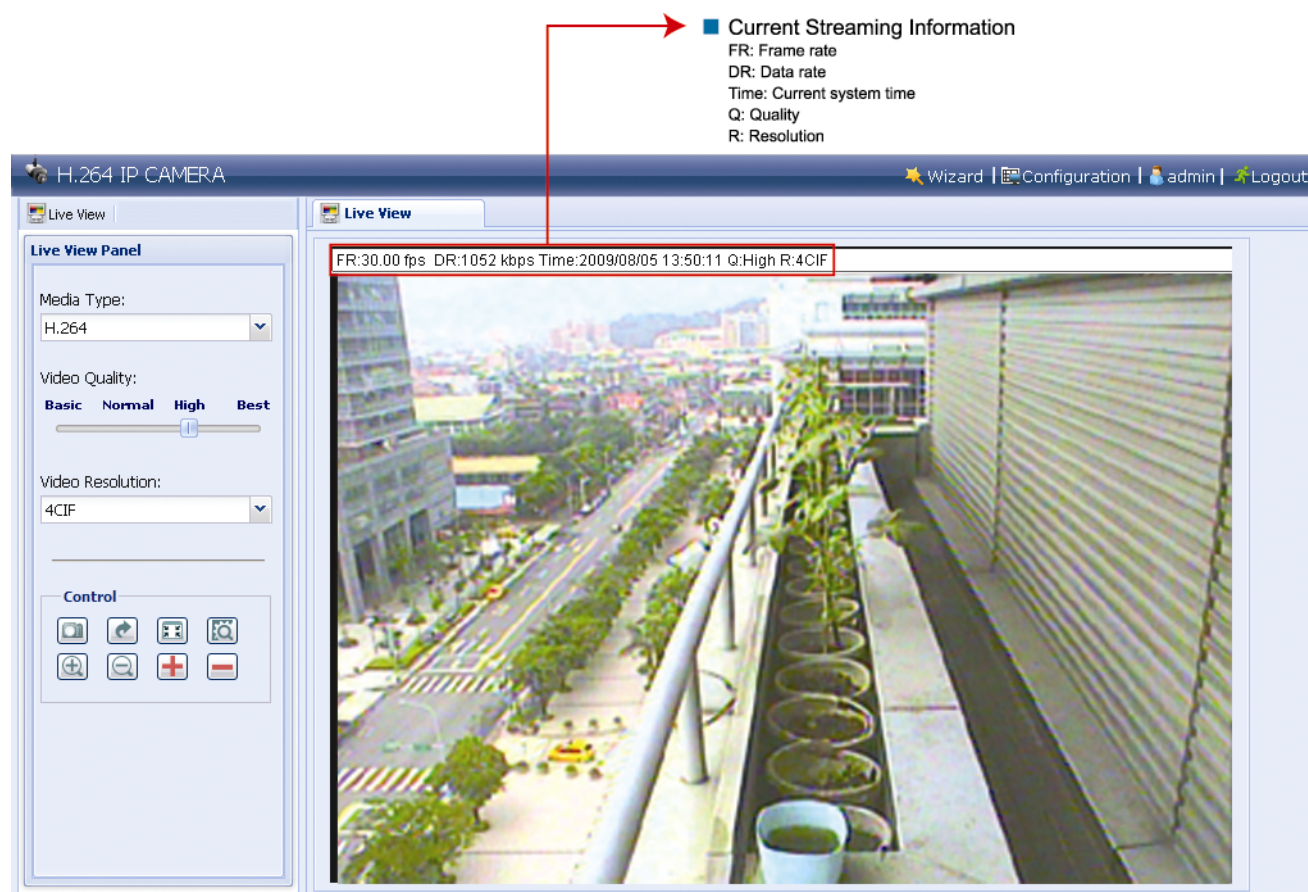 Current Streaming Information
FR: Frame rate
DR: Data rate
Time: Current system time
Q: Quality
R: Resolution
H.264 IP CAMERA
Wizard | Configuration | admin | Logout
Live View
Live View
Live View Panel
FR:30.00 fps DR:1052 kbps Time:2009/08/05 13:50:11 Q:High R:4CIF
Media Type:
H.264
Video Quality:
Basic Normal High Best
Video Resolution:
4CIF
Control